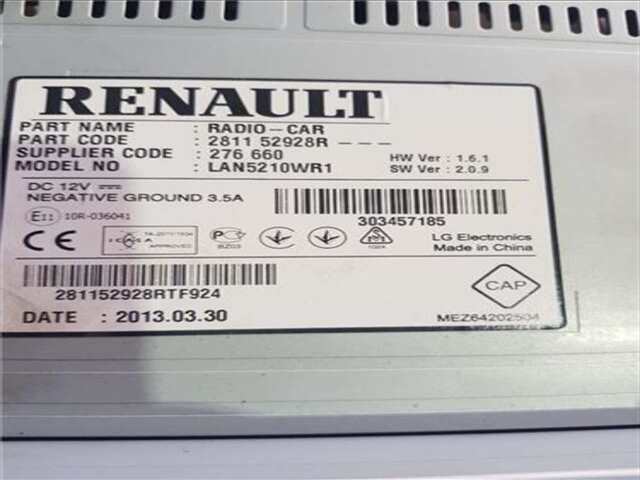 RENAULT
PART NAME : RADIO-CAR
PART CODE : 2811 52928R - - -
SUPPLIER CODE : 276 660
MODEL NO : LAN5210WR1
HW Ver : 1.6.1
SW Ver : 2.0.9
DC 12V
NEGATIVE GROUND 3.5A
E11 10R-036041
303457185
CE
APPROVED
LG Electronics
Made in China
281152928RTF924
CAP
DATE : 2013.03.30
MEZ64202504